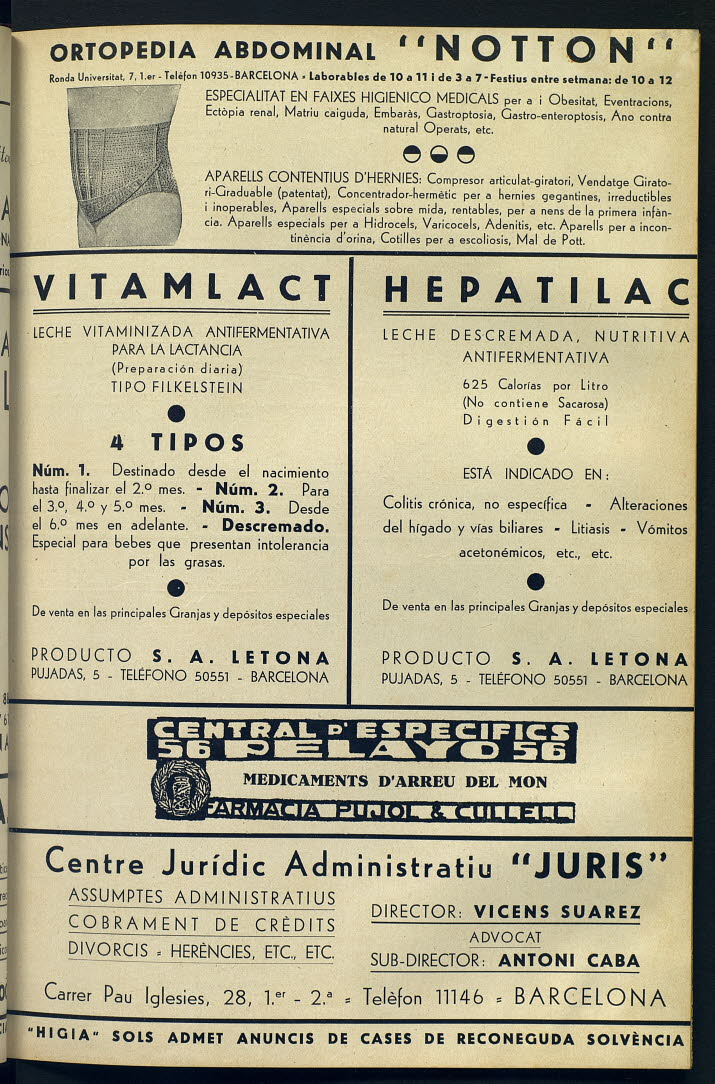 ORTOPEDIA ABDOMINAL ‘‘NOTTON‘‘
Ronda Universitat, 7, 1.er - Telèfon 10935 - BARCELONA - Laborables de 10 a 11 i de 3 a 7 - Festius entre setmana: de 10 a 12
ESPECIALITAT EN FAIXES HIGIENICO MEDICALS per a i Obesitat, Eventracions,
Ectòpia renal, Matriu caiguda, Embaràs, Gastroptosia, Gastro-enteroptosis, Ano contra
natural Operats, etc.
APARELLS CONTENTIUS D'HERNIES: Compresor articulat-giratori, Vendatge Girato-
ri-Graduable (patentat), Concentrador-hermètic per a hernies gegantines, irreductibles
i inoperables, Aparells especials sobre mida, rentables, per a nens de la primera infàn-
cia. Aparells especials per a Hidrocels, Varicocels, Adenitis, etc. Aparells per a incon-
tinència d'orina, Cotilles per a escoliosis, Mal de Pott.
VITAMLACT
LECHE VITAMINIZADA ANTIFERMENTATIVA
PARA LA LACTANCIA
(Preparación diaria)
TIPO FILKELSTEIN
4 TIPOS
Núm. 1. Destinado desde el nacimiento
hasta finalizar el 2.º mes. - Núm. 2. Para
el 3.º, 4.º y 5.º mes. - Núm. 3. Desde
el 6.º mes en adelante. - Descremado.
Especial para bebes que presentan intolerancia
por las grasas.
De venta en las principales Granjas y depósitos especiales
PRODUCTO S. A. LETONA
PUJADAS, 5 - TELÉFONO 50551 - BARCELONA
HEPATILAC
LECHE DESCREMADA, NUTRITIVA
ANTIFERMENTATIVA
625 Calorías por Litro
(No contiene Sacarosa)
Digestión Fácil
ESTÁ INDICADO EN:
Colitis crónica, no específica - Alteraciones
del hígado y vías biliares - Litiasis - Vómitos
acetonémicos, etc., etc.
De venta en las principales Granjas y depósitos especiales
PRODUCTO S. A. LETONA
PUJADAS, 5 - TELÉFONO 50551 - BARCELONA
CENTRAL D'ESPECIFICS
56 PELAYO 56
MEDICAMENTS D'ARREU DEL MON
FARMACIA PUJOL & CULLELL
Centre Jurídic Administratiu "JURIS"
ASSUMPTES ADMINISTRATIUS
COBRAMENT DE CRÈDITS
DIVORCIS = HERÈNCIES, ETC., ETC.
DIRECTOR: VICENS SUAREZ
ADVOCAT
SUB-DIRECTOR: ANTONI CABA
Carrer Pau Iglesies, 28, 1.er - 2.ª = Telèfon 11146 = BARCELONA
"HIGIA" SOLS ADMET ANUNCIS DE CASES DE RECONEGUDA SOLVÈNCIA